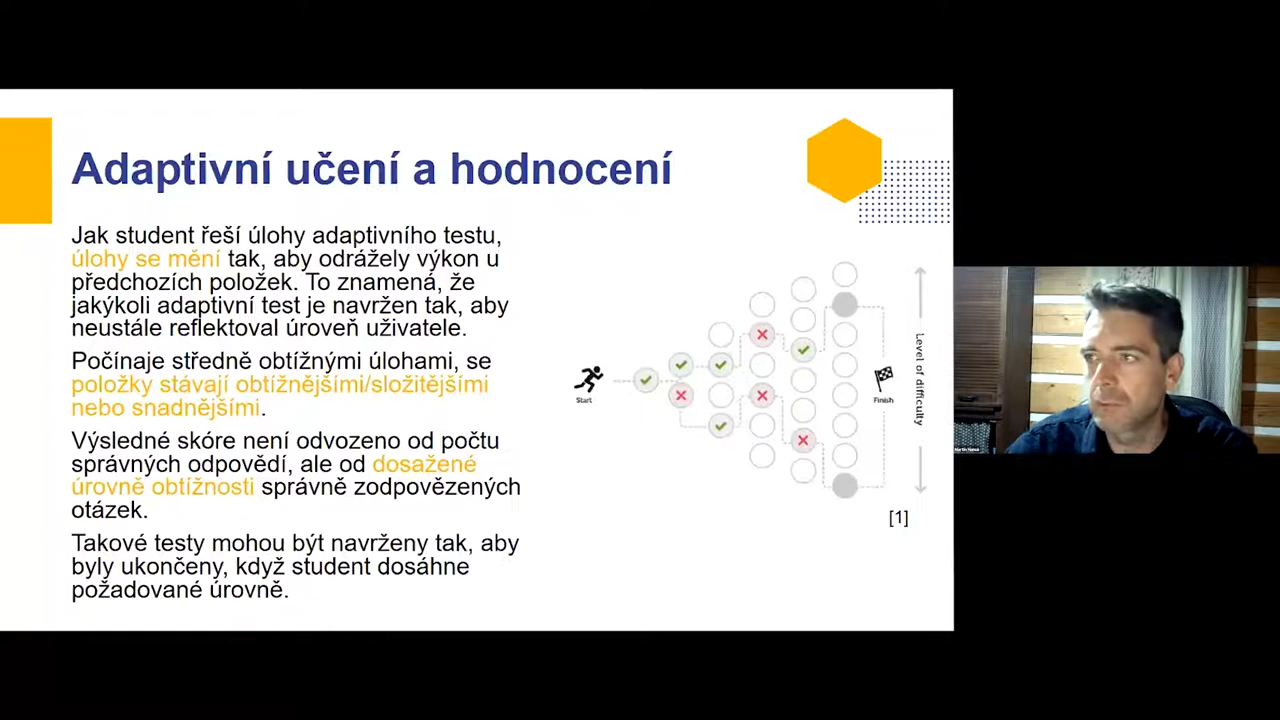 Adaptivní učení a hodnocení
Jak student řeší úlohy adaptivního testu,
úlohy se mění tak, aby odrážely výkon u
předchozích položek. To znamená, že
jakýkoli adaptivní test je navržen tak, aby
neustále reflektoval úroveň uživatele.
Počínaje středně obtížnými úlohami, se
položky stávají obtížnějšími/složitějšími
nebo snadnějšími.
Výsledné skóre není odvozeno od počtu
správných odpovědí, ale od dosažené
úrovně obtížnosti správně zodpovězených
otázek.
Takové testy mohou být navrženy tak, aby
byly ukončeny, když student dosáhne
požadované úrovně.
Start
Finish
Level of difficulty
[1]